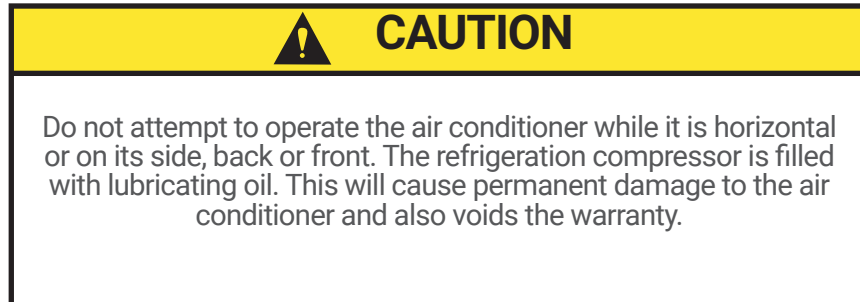 CAUTION
Do not attempt to operate the air conditioner while it is horizontal
or on its side, back or front. The refrigeration compressor is filled
with lubricating oil. This will cause permanent damage to the air
conditioner and also voids the warranty.